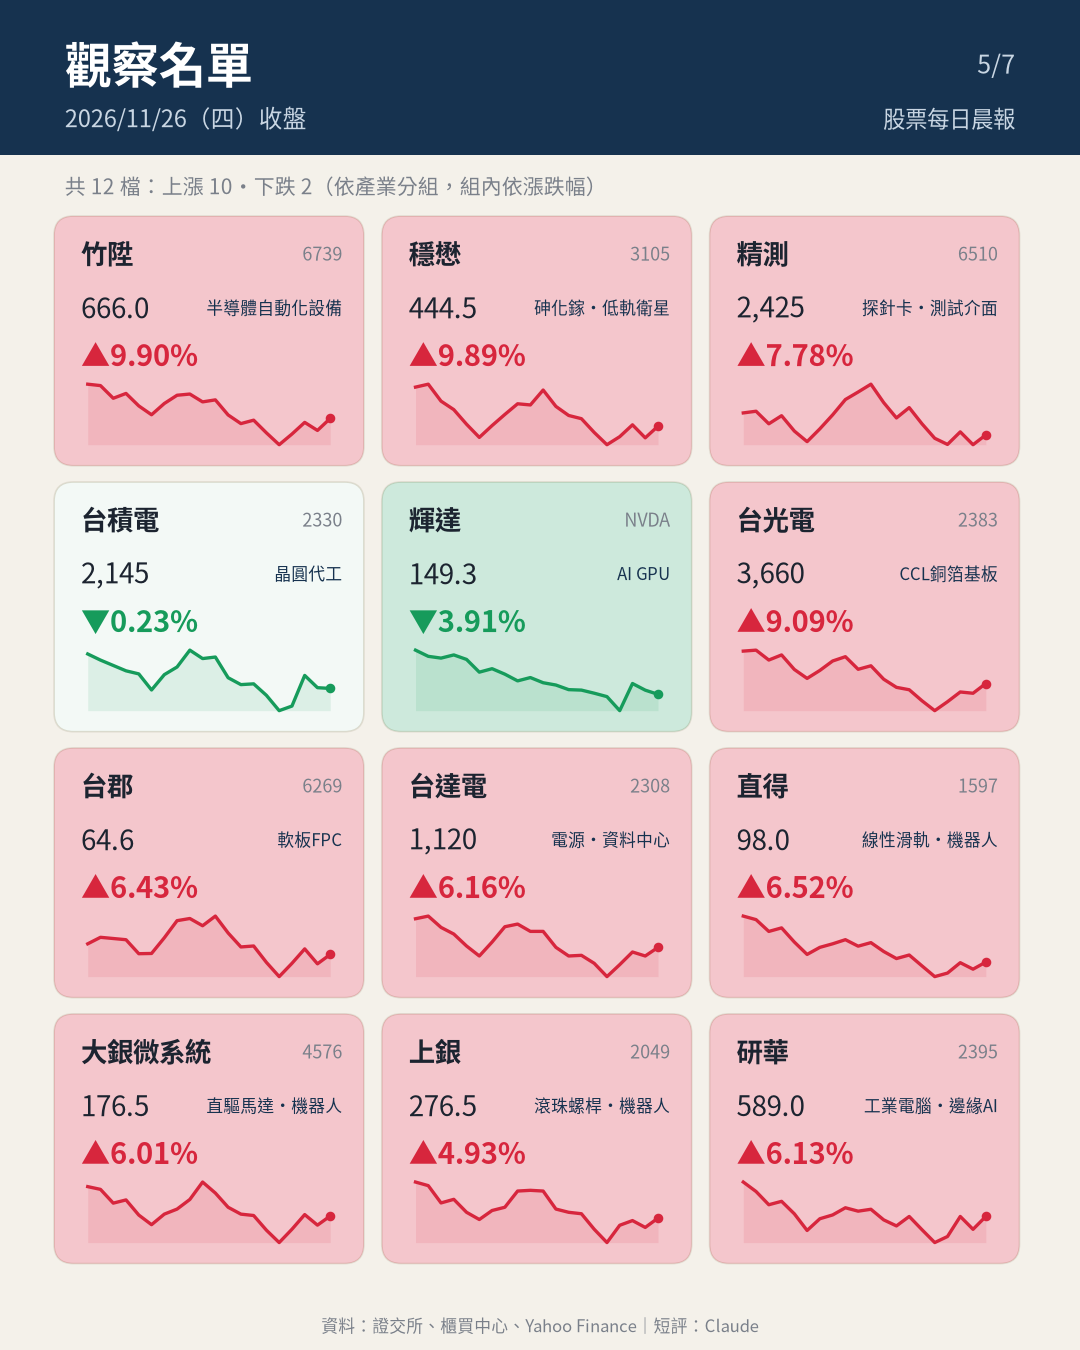 觀察名單
5/7
2026/11/26（四）收盤
股票每日晨報
共 12 檔：上漲 10・下跌 2（依產業分組，組內依漲跌幅）
竹陞 6739
666.0 半導體自動化設備
▲9.90%
穩懋 3105
444.5 砷化鎵・低軌衛星
▲9.89%
精測 6510
2,425 探針卡・測試介面
▲7.78%
台積電 2330
2,145 晶圓代工
▼0.23%
輝達 NVDA
149.3 AI GPU
▼3.91%
台光電 2383
3,660 CCL銅箔基板
▲9.09%
台郡 6269
64.6 軟板FPC
▲6.43%
台達電 2308
1,120 電源・資料中心
▲6.16%
直得 1597
98.0 線性滑軌・機器人
▲6.52%
大銀微系統 4576
176.5 直驅馬達・機器人
▲6.01%
上銀 2049
276.5 滾珠螺桿・機器人
▲4.93%
研華 2395
589.0 工業電腦・邊緣AI
▲6.13%
資料：證交所、櫃買中心、Yahoo Finance｜短評：Claude